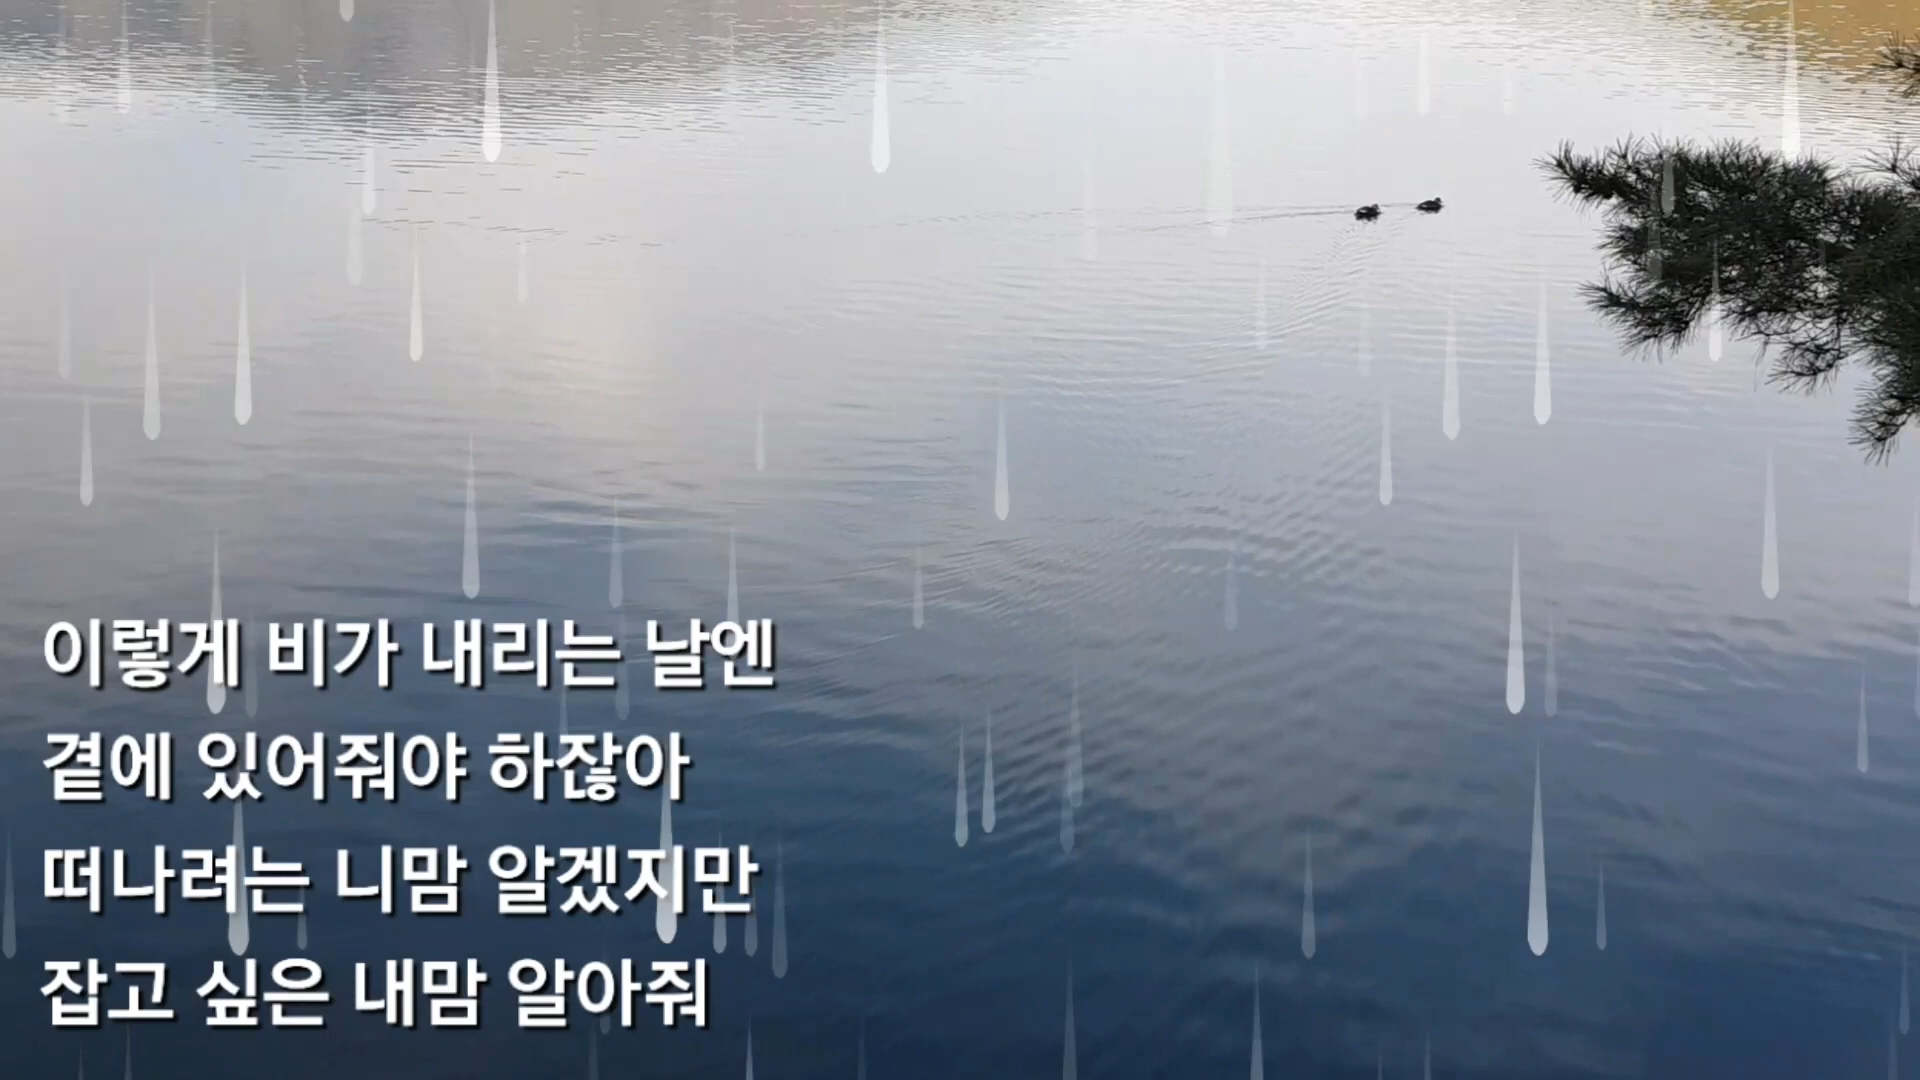 이렇게 비가 내리는 날엔
곁에 있어줘야 하잖아
떠나려는 니맘 알겠지만
잡고 싶은 내맘 알아줘